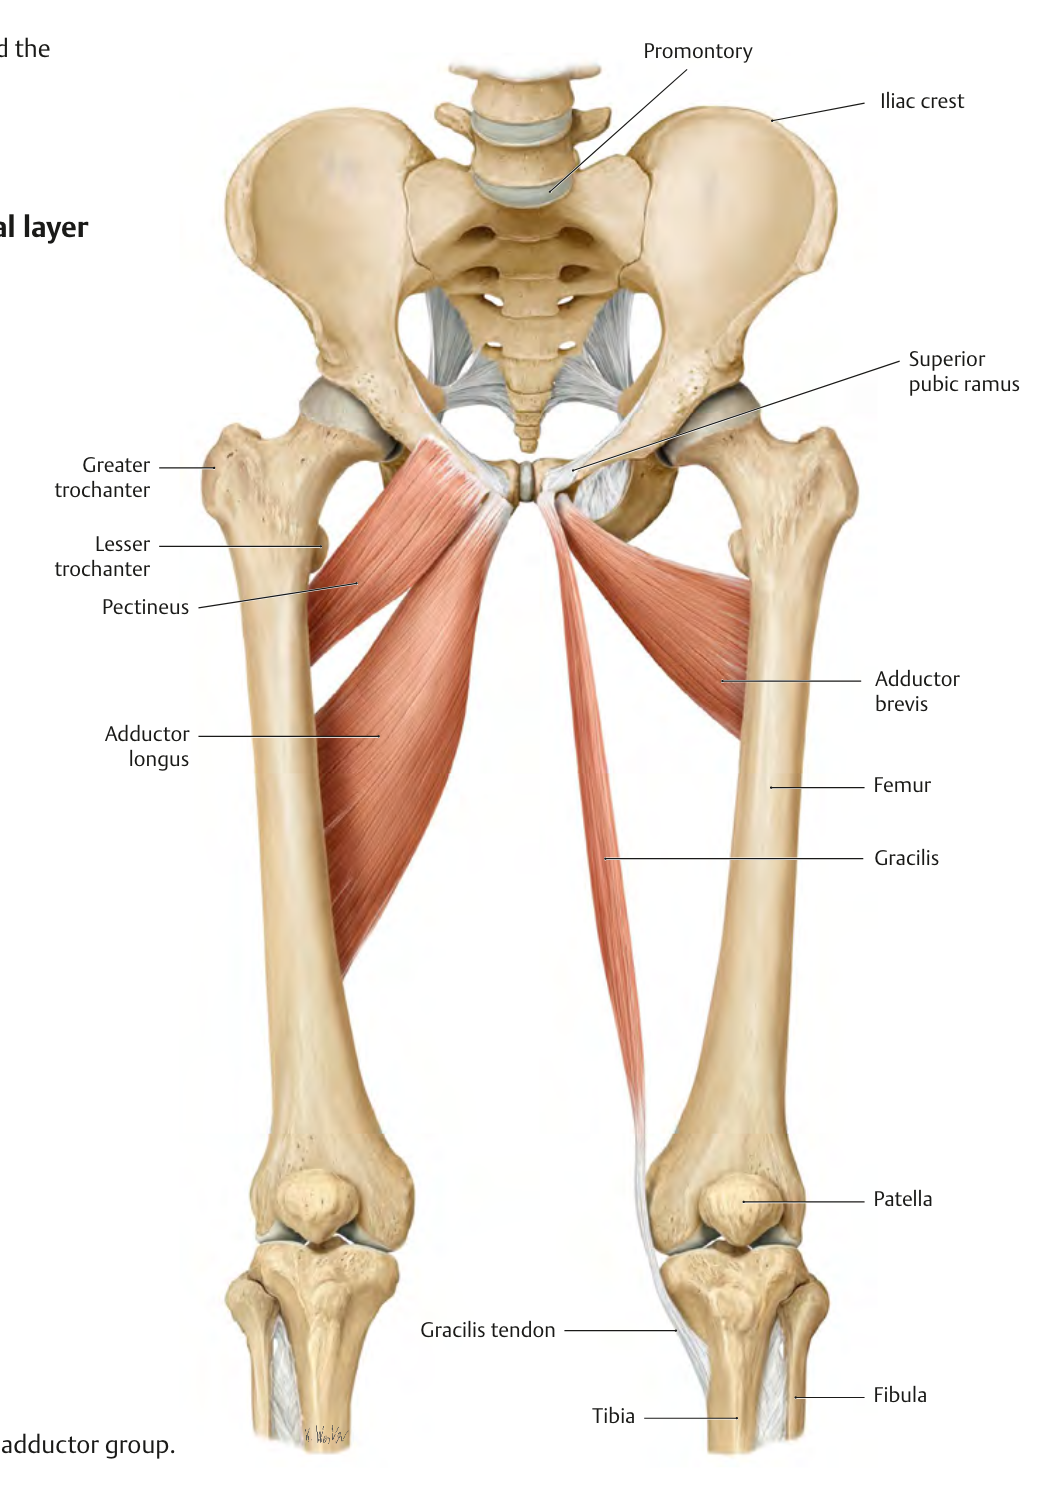 d the
Promontory
Iliac crest
al layer
Superior
pubic ramus
Greater
trochanter
Lesser
trochanter
Pectineus
Adductor
brevis
Adductor
longus
Femur
Gracilis
Patella
Gracilis tendon
Fibula
Tibia
adductor group.